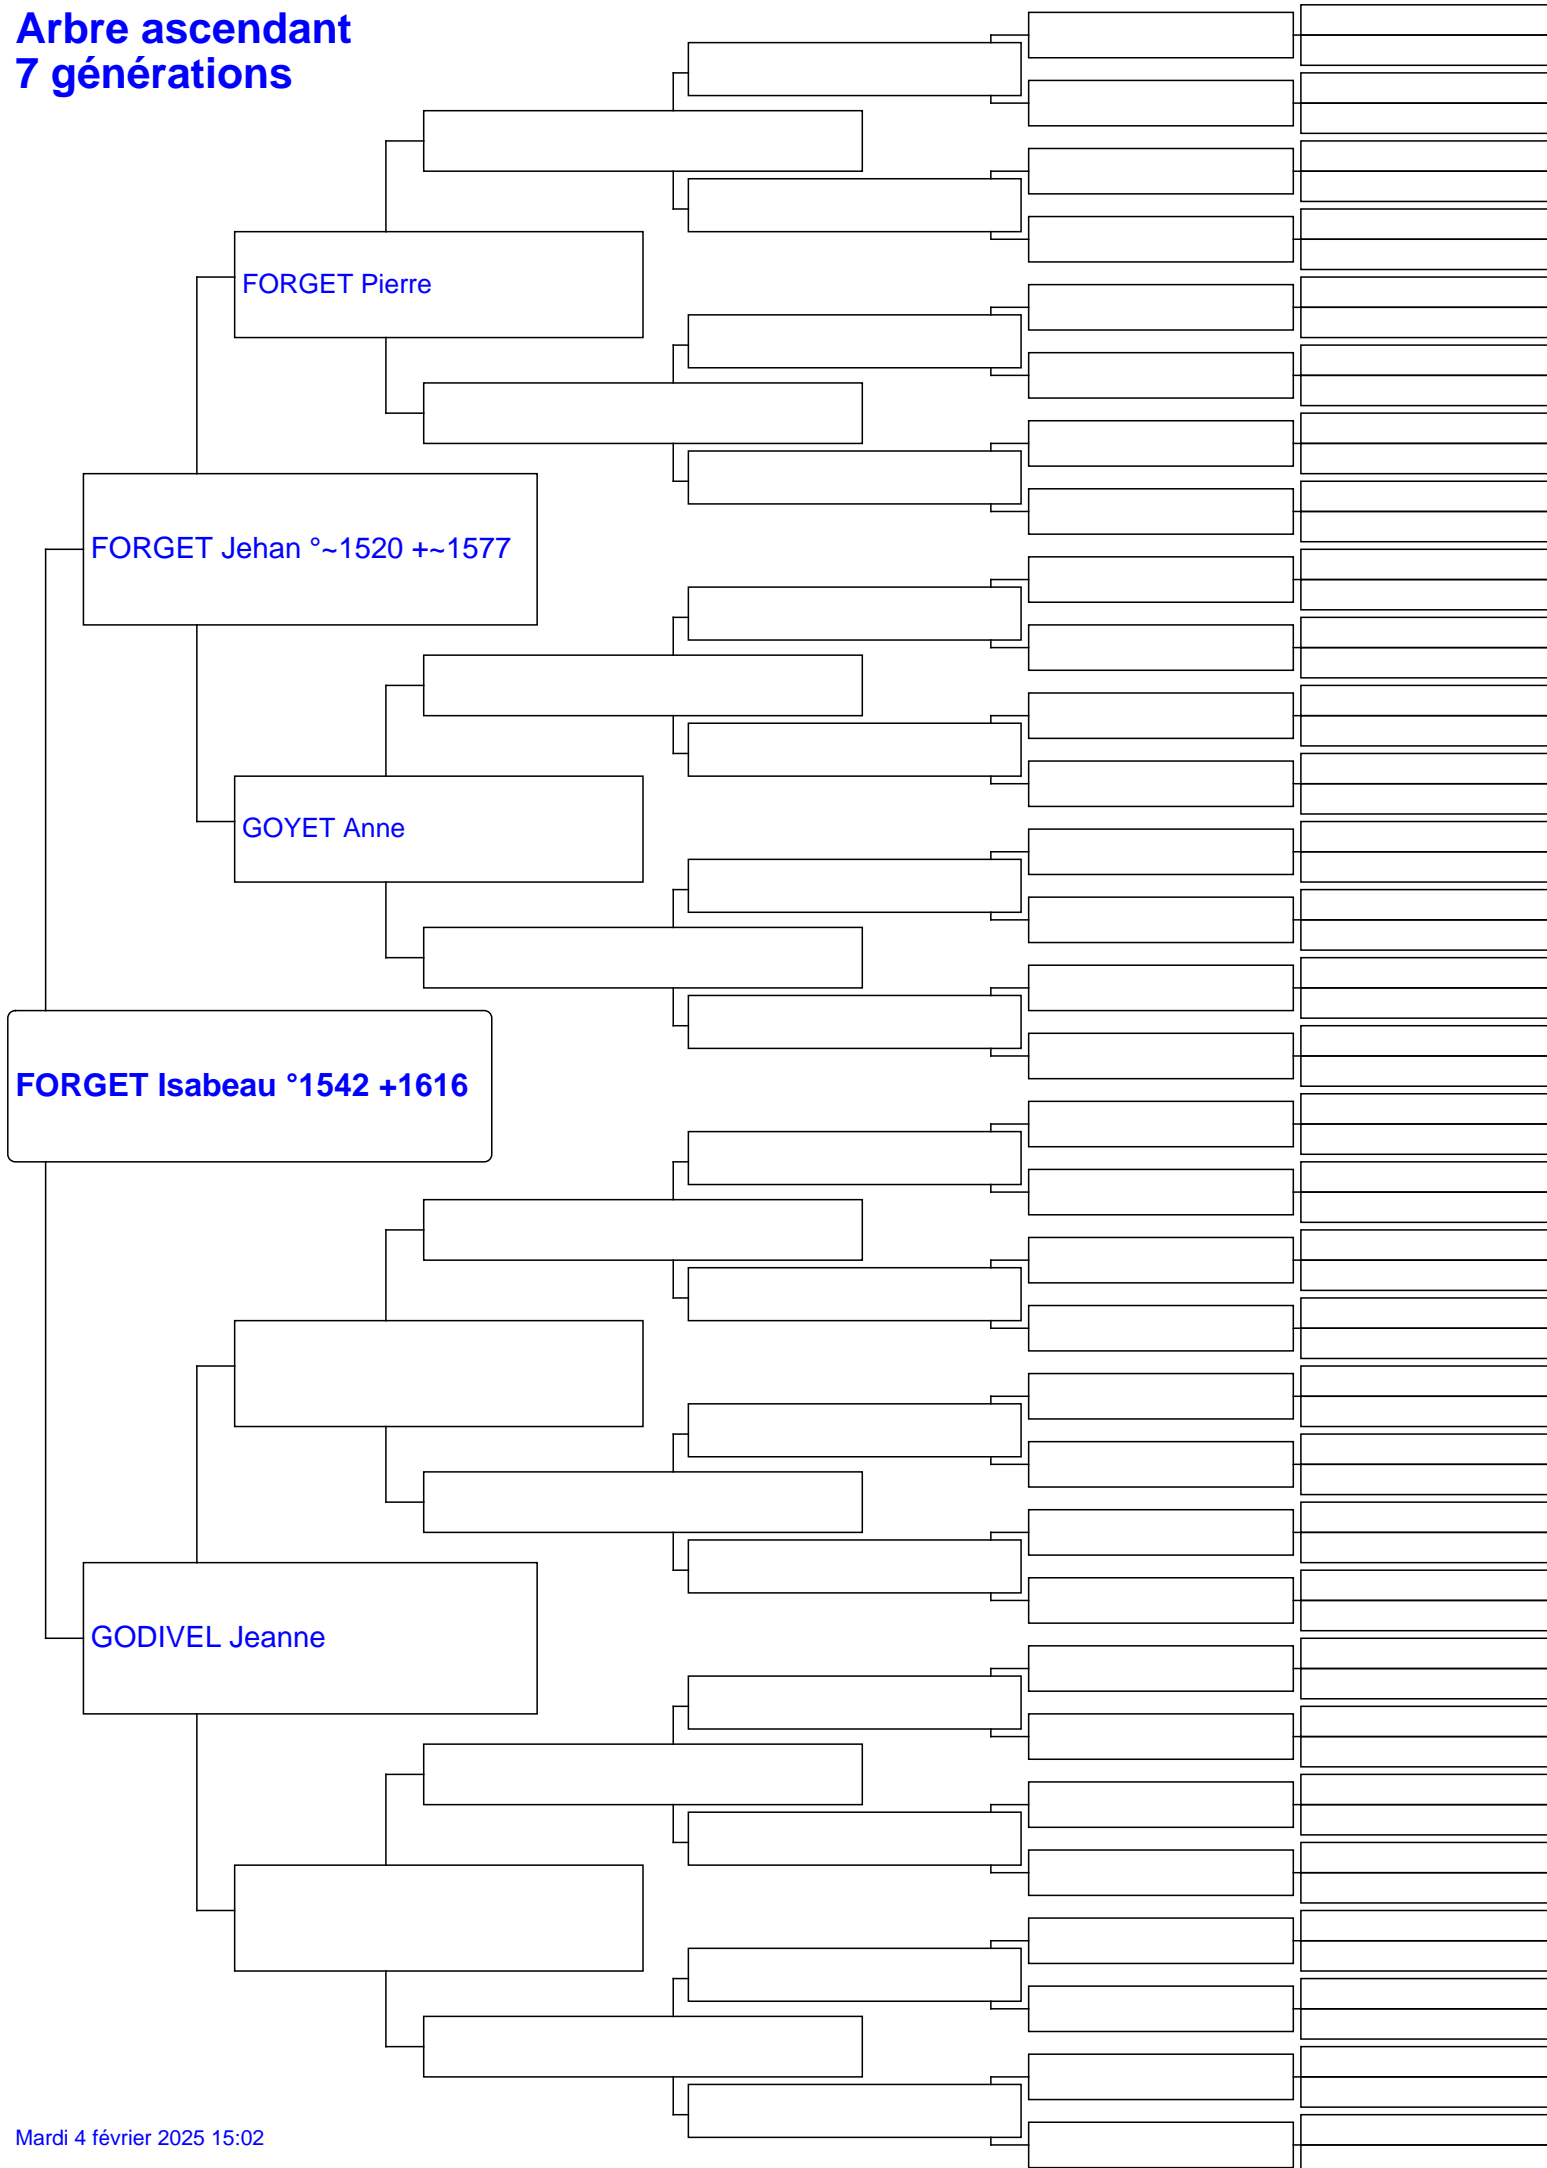 Arbre ascendant
7 générations
FORGET Pierre
FORGET Jehan °~1520 +~1577
GOYET Anne
FORGET Isabeau °1542 +1616
GODIVEL Jeanne
Mardi 4 février 2025 15:02